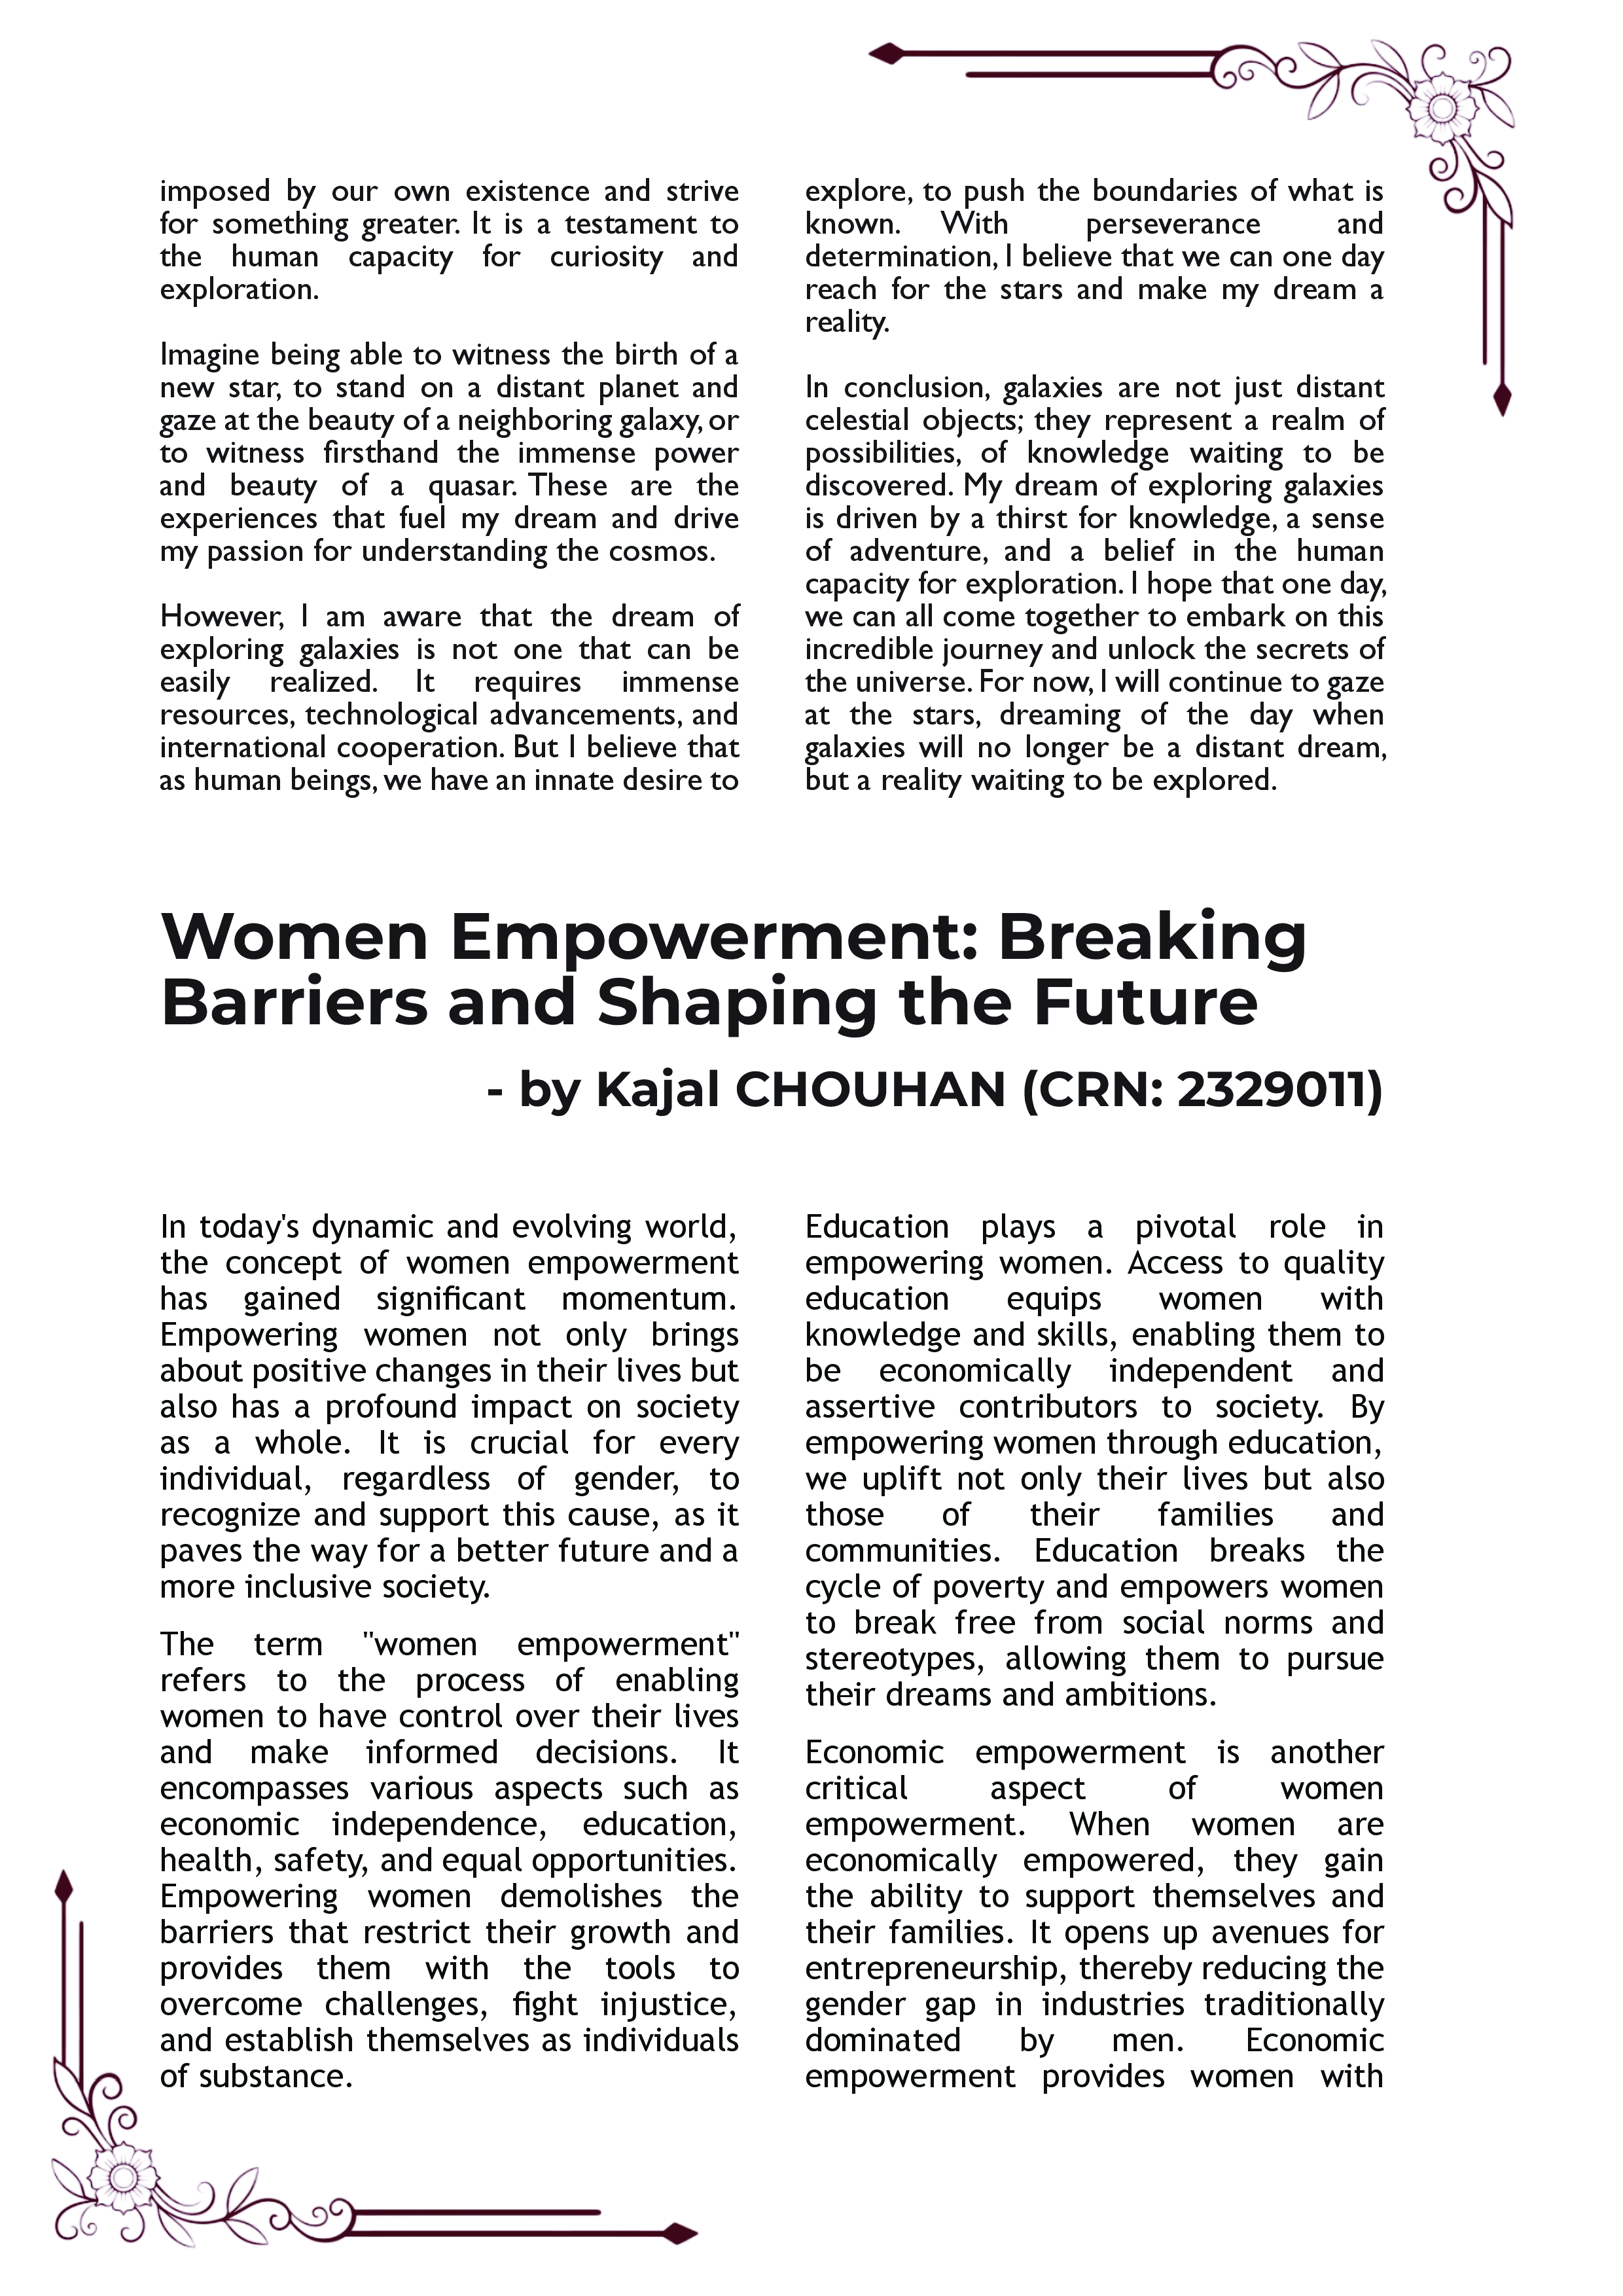 imposed by our own existence and strive
for something greater. It is a testament to
the human capacity for curiosity and
exploration.
Imagine being able to witness the birth of a
new star, to stand on a distant planet and
gaze at the beauty of a neighboring galaxy, or
to witness firsthand the immense power
and beauty of a quasar. These are the
experiences that fuel my dream and drive
my passion for understanding the cosmos.
However, I am aware that the dream of
exploring galaxies is not one that can be
easily realized. It requires immense
resources, technological advancements, and
international cooperation. But I believe that
as human beings, we have an innate desire to
explore, to push the boundaries of what is
known. With perseverance and
determination, I believe that we can one day
reach for the stars and make my dream a
reality.
In conclusion, galaxies are not just distant
celestial objects; they represent a realm of
possibilities, of knowledge waiting to be
discovered. My dream of exploring galaxies
is driven by a thirst for knowledge, a sense
of adventure, and a belief in the human
capacity for exploration. I hope that one day,
we can all come together to embark on this
incredible journey and unlock the secrets of
the universe. For now, I will continue to gaze
at the stars, dreaming of the day when
galaxies will no longer be a distant dream,
but a reality waiting to be explored.
Women Empowerment: Breaking
Barriers and Shaping the Future
- by Kajal CHOUHAN (CRN: 2329011)
In today's dynamic and evolving world,
the concept of women empowerment
has gained significant momentum.
Empowering women not only brings
about positive changes in their lives but
also has a profound impact on society
as a whole. It is crucial for every
individual, regardless of gender, to
recognize and support this cause, as it
paves the way for a better future and a
more inclusive society.
The term "women empowerment"
refers to the process of enabling
women to have control over their lives
and make informed decisions. It
encompasses various aspects such as
economic independence, education,
health, safety, and equal opportunities.
Empowering women demolishes the
barriers that restrict their growth and
provides them with the tools to
overcome challenges, fight injustice,
and establish themselves as individuals
of substance.
Education plays a pivotal role in
empowering women. Access to quality
education equips women with
knowledge and skills, enabling them to
be economically independent and
assertive contributors to society. By
empowering women through education,
we uplift not only their lives but also
those of their families and
communities. Education breaks the
cycle of poverty and empowers women
to break free from social norms and
stereotypes, allowing them to pursue
their dreams and ambitions.
Economic empowerment is another
critical aspect of women
empowerment. When women are
economically empowered, they gain
the ability to support themselves and
their families. It opens up avenues for
entrepreneurship, thereby reducing the
gender gap in industries traditionally
dominated by men. Economic
empowerment provides women with